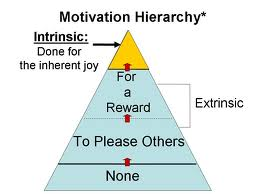 Motivation Hierarchy*
Intrinsic:
Done for
the inherent joy
For
a
Reward
Extrinsic
To Please Others
None